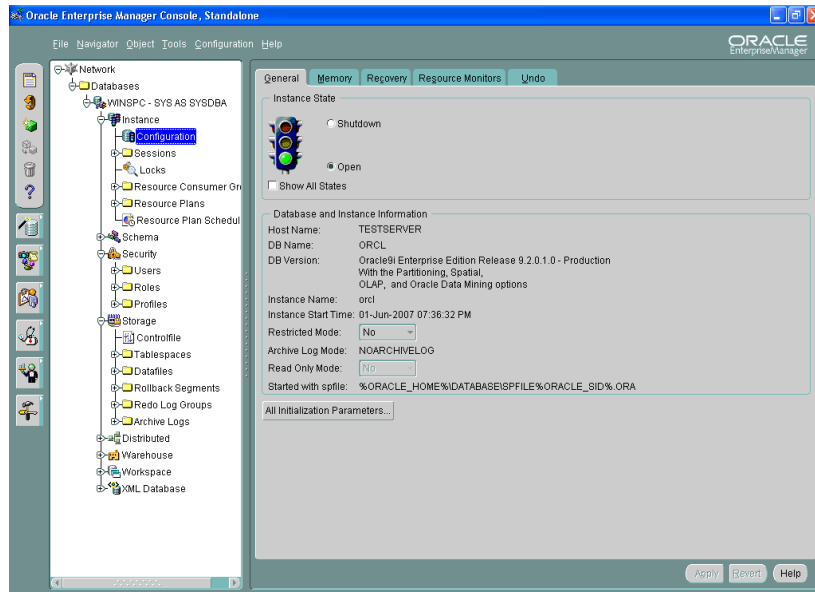 Oracle Enterprise Manager Console, Standalone
File Navigator Object Tools Configuration Help
ORACLE
EnterpriseManager
Network
Databases
WINSPC - SYS AS SYSDBA
Instance
Configuration
Sessions
Locks
Resource Consumer Gr
Resource Plans
Resource Plan Schedul
Schema
Security
Users
Roles
Profiles
Storage
Controlfile
Tablespaces
Datafiles
Rollback Segments
Redo Log Groups
Archive Logs
Distributed
Warehouse
Workspace
XML Database
General Memory Recovery Resource Monitors Undo
Instance State
Shutdown
Open
Show All States
Database and Instance Information
Host Name: TESTSERVER
DB Name: ORCL
DB Version: Oracle9i Enterprise Edition Release 9.2.0.1.0 - Production
With the Partitioning, Spatial,
OLAP, and Oracle Data Mining options
Instance Name: orcl
Instance Start Time: 01-Jun-2007 07:36:32 PM
Restricted Mode: No
Archive Log Mode: NOARCHIVELOG
Read Only Mode: No
Started with spfile: %ORACLE_HOME%\DATABASE\SPFILE%ORACLE_SID%.ORA
All Initialization Parameters...
Apply Revert Help